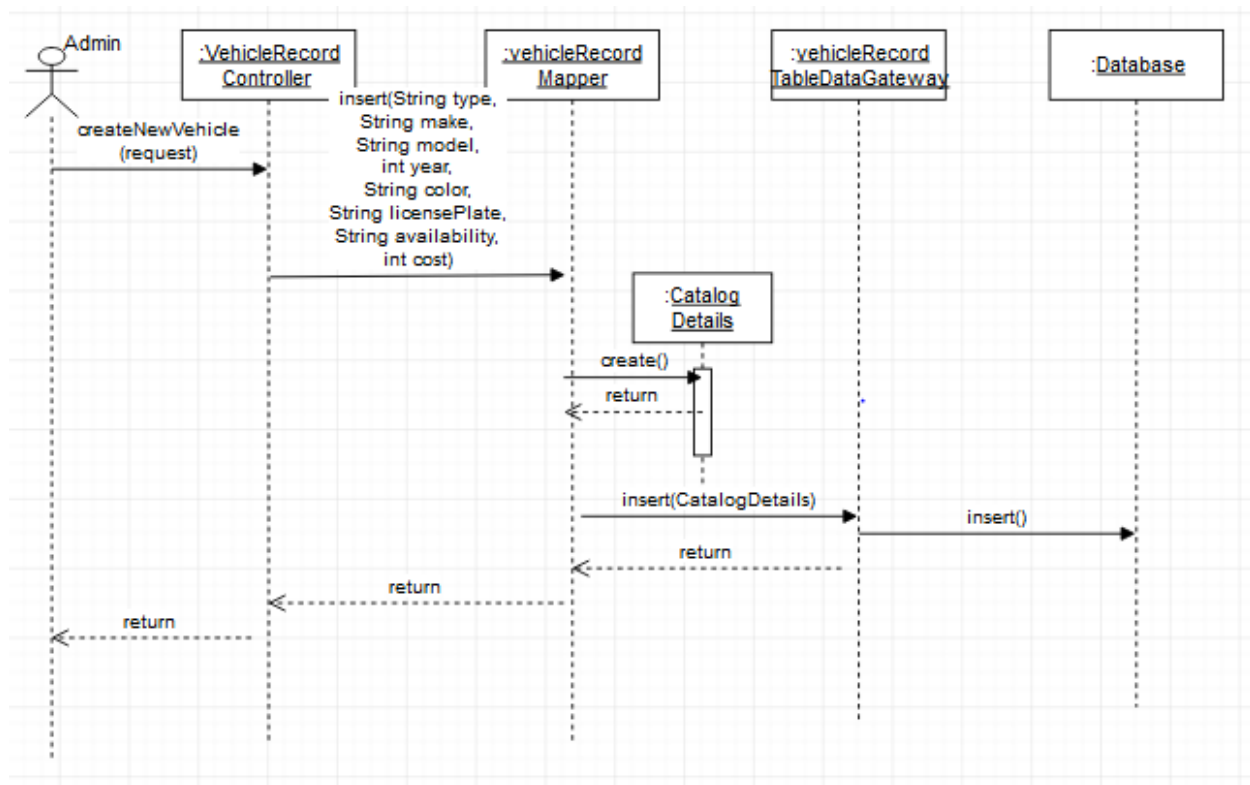 Admin
:VehicleRecord
Controller
:vehicleRecord
Mapper
:vehicleRecord
TableDataGateway
:Database
createNewVehicle
(request)
insert(String type,
String make,
String model,
int year,
String color,
String licensePlate,
String availability,
int cost)
:Catalog
Details
create()
return
insert(CatalogDetails)
insert()
return
return
return